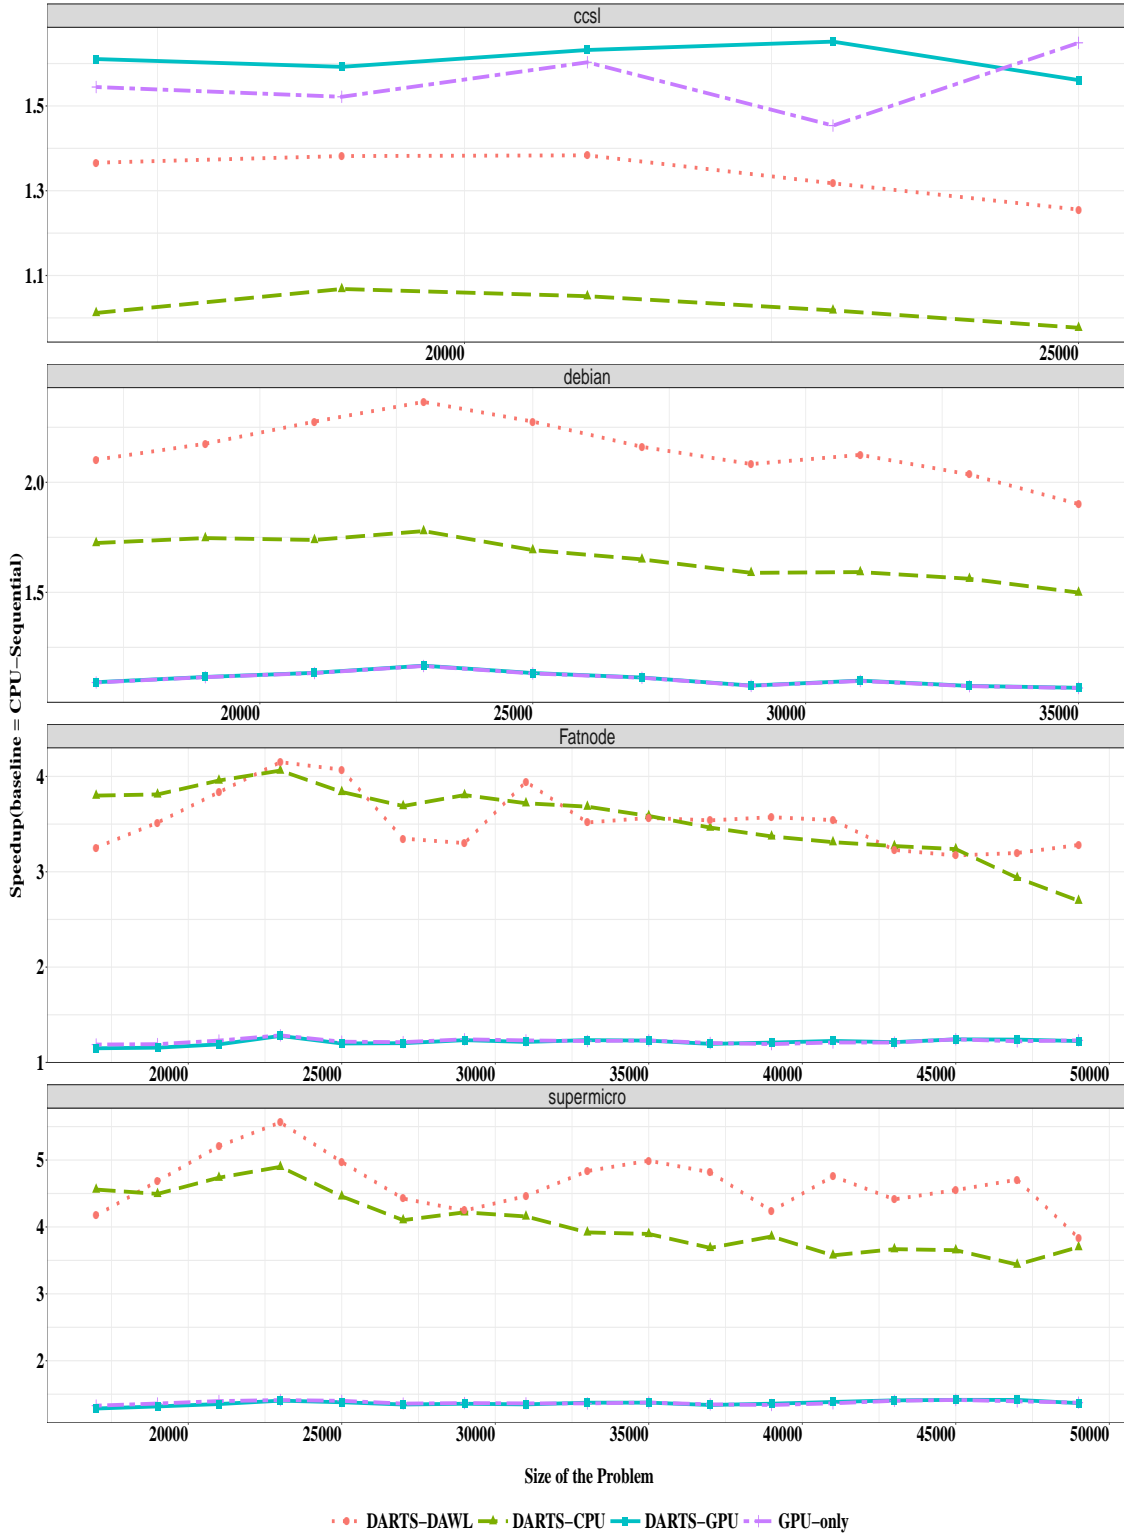 ccsl
1.5
1.3
1.1
20000 25000
debian
2.0
1.5
20000 25000 30000 35000
Fatnode
4
3
2
1
20000 25000 30000 35000 40000 45000 50000
supermicro
5
4
3
2
20000 25000 30000 35000 40000 45000 50000
Speedup(baseline = CPU−Sequential)
Size of the Problem
DARTS−DAWL DARTS−CPU DARTS−GPU GPU−only